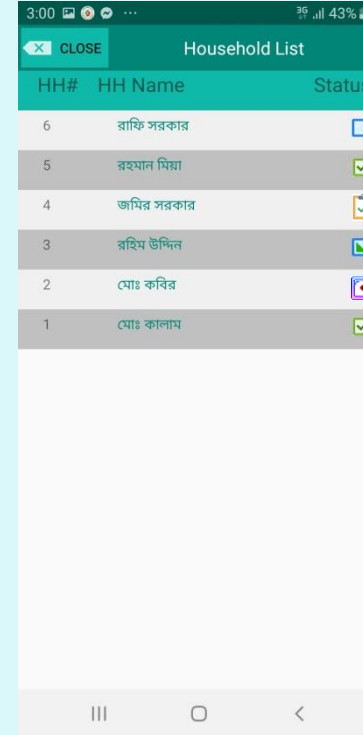 3:00 ... 3G 43%
CLOSE Household List
HH# HH Name Status
6 রাফি সরকার
5 রহমান মিয়া
4 জমির সরকার
3 রহিম উদ্দিন
2 মোঃ কবির
1 মোঃ কালাম